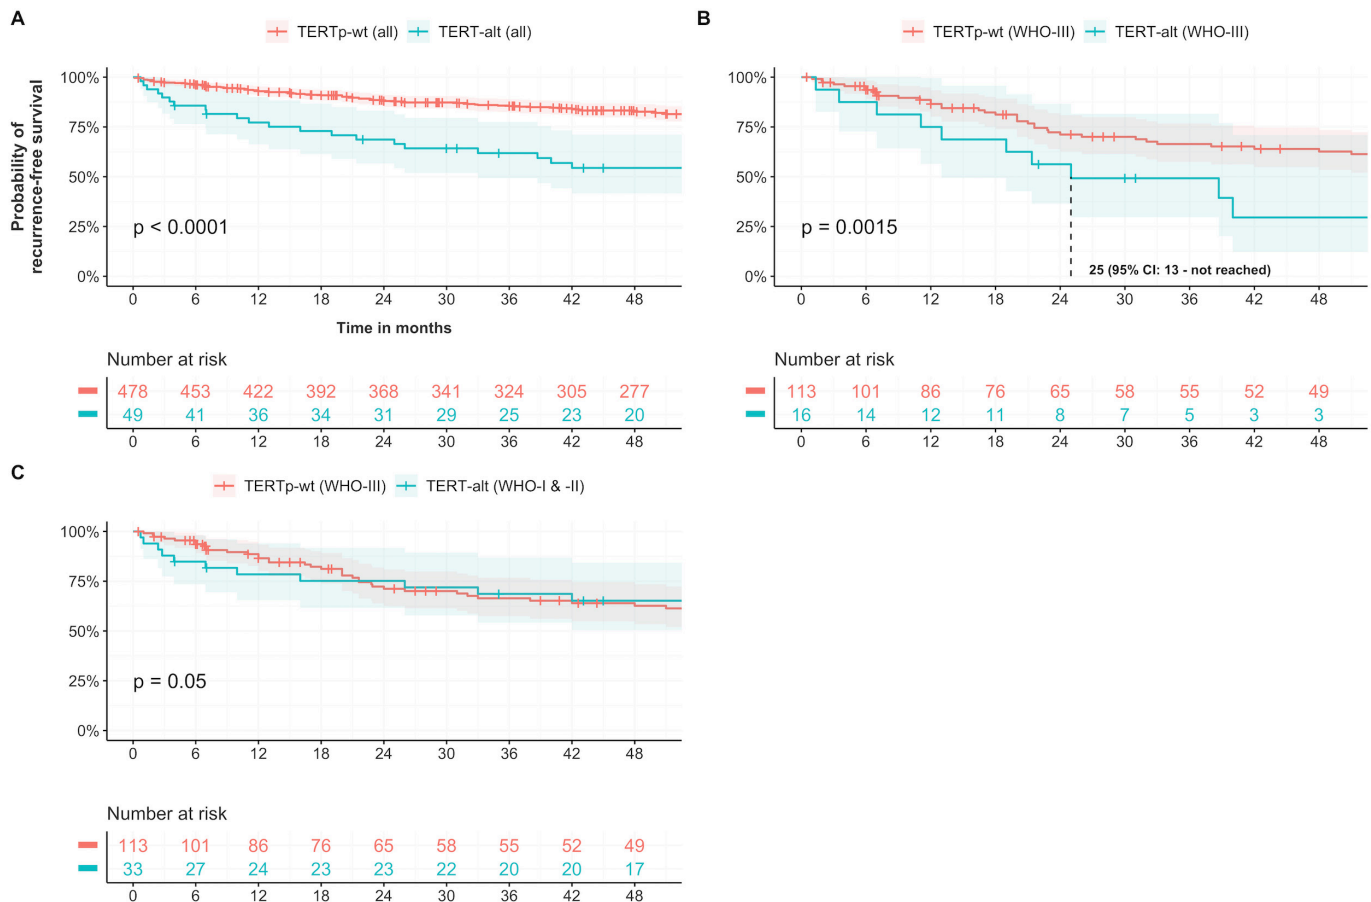 A
TERTp-wt (all) TERT-alt (all)
Probability of
recurrence-free survival
100%
75%
50%
25%
0%
p < 0.0001
0 6 12 18 24 30 36 42 48
Time in months
Number at risk
478 453 422 392 368 341 324 305 277
49 41 36 34 31 29 25 23 20
0 6 12 18 24 30 36 42 48
B
TERTp-wt (WHO-III) TERT-alt (WHO-III)
100%
75%
50%
25%
0%
p = 0.0015
25 (95% CI: 13 - not reached)
0 6 12 18 24 30 36 42 48
Number at risk
113 101 86 76 65 58 55 52 49
16 14 12 11 8 7 5 3 3
0 6 12 18 24 30 36 42 48
C
TERTp-wt (WHO-III) TERT-alt (WHO-I & -II)
100%
75%
50%
25%
0%
p = 0.05
0 6 12 18 24 30 36 42 48
Number at risk
113 101 86 76 65 58 55 52 49
33 27 24 23 23 22 20 20 17
0 6 12 18 24 30 36 42 48